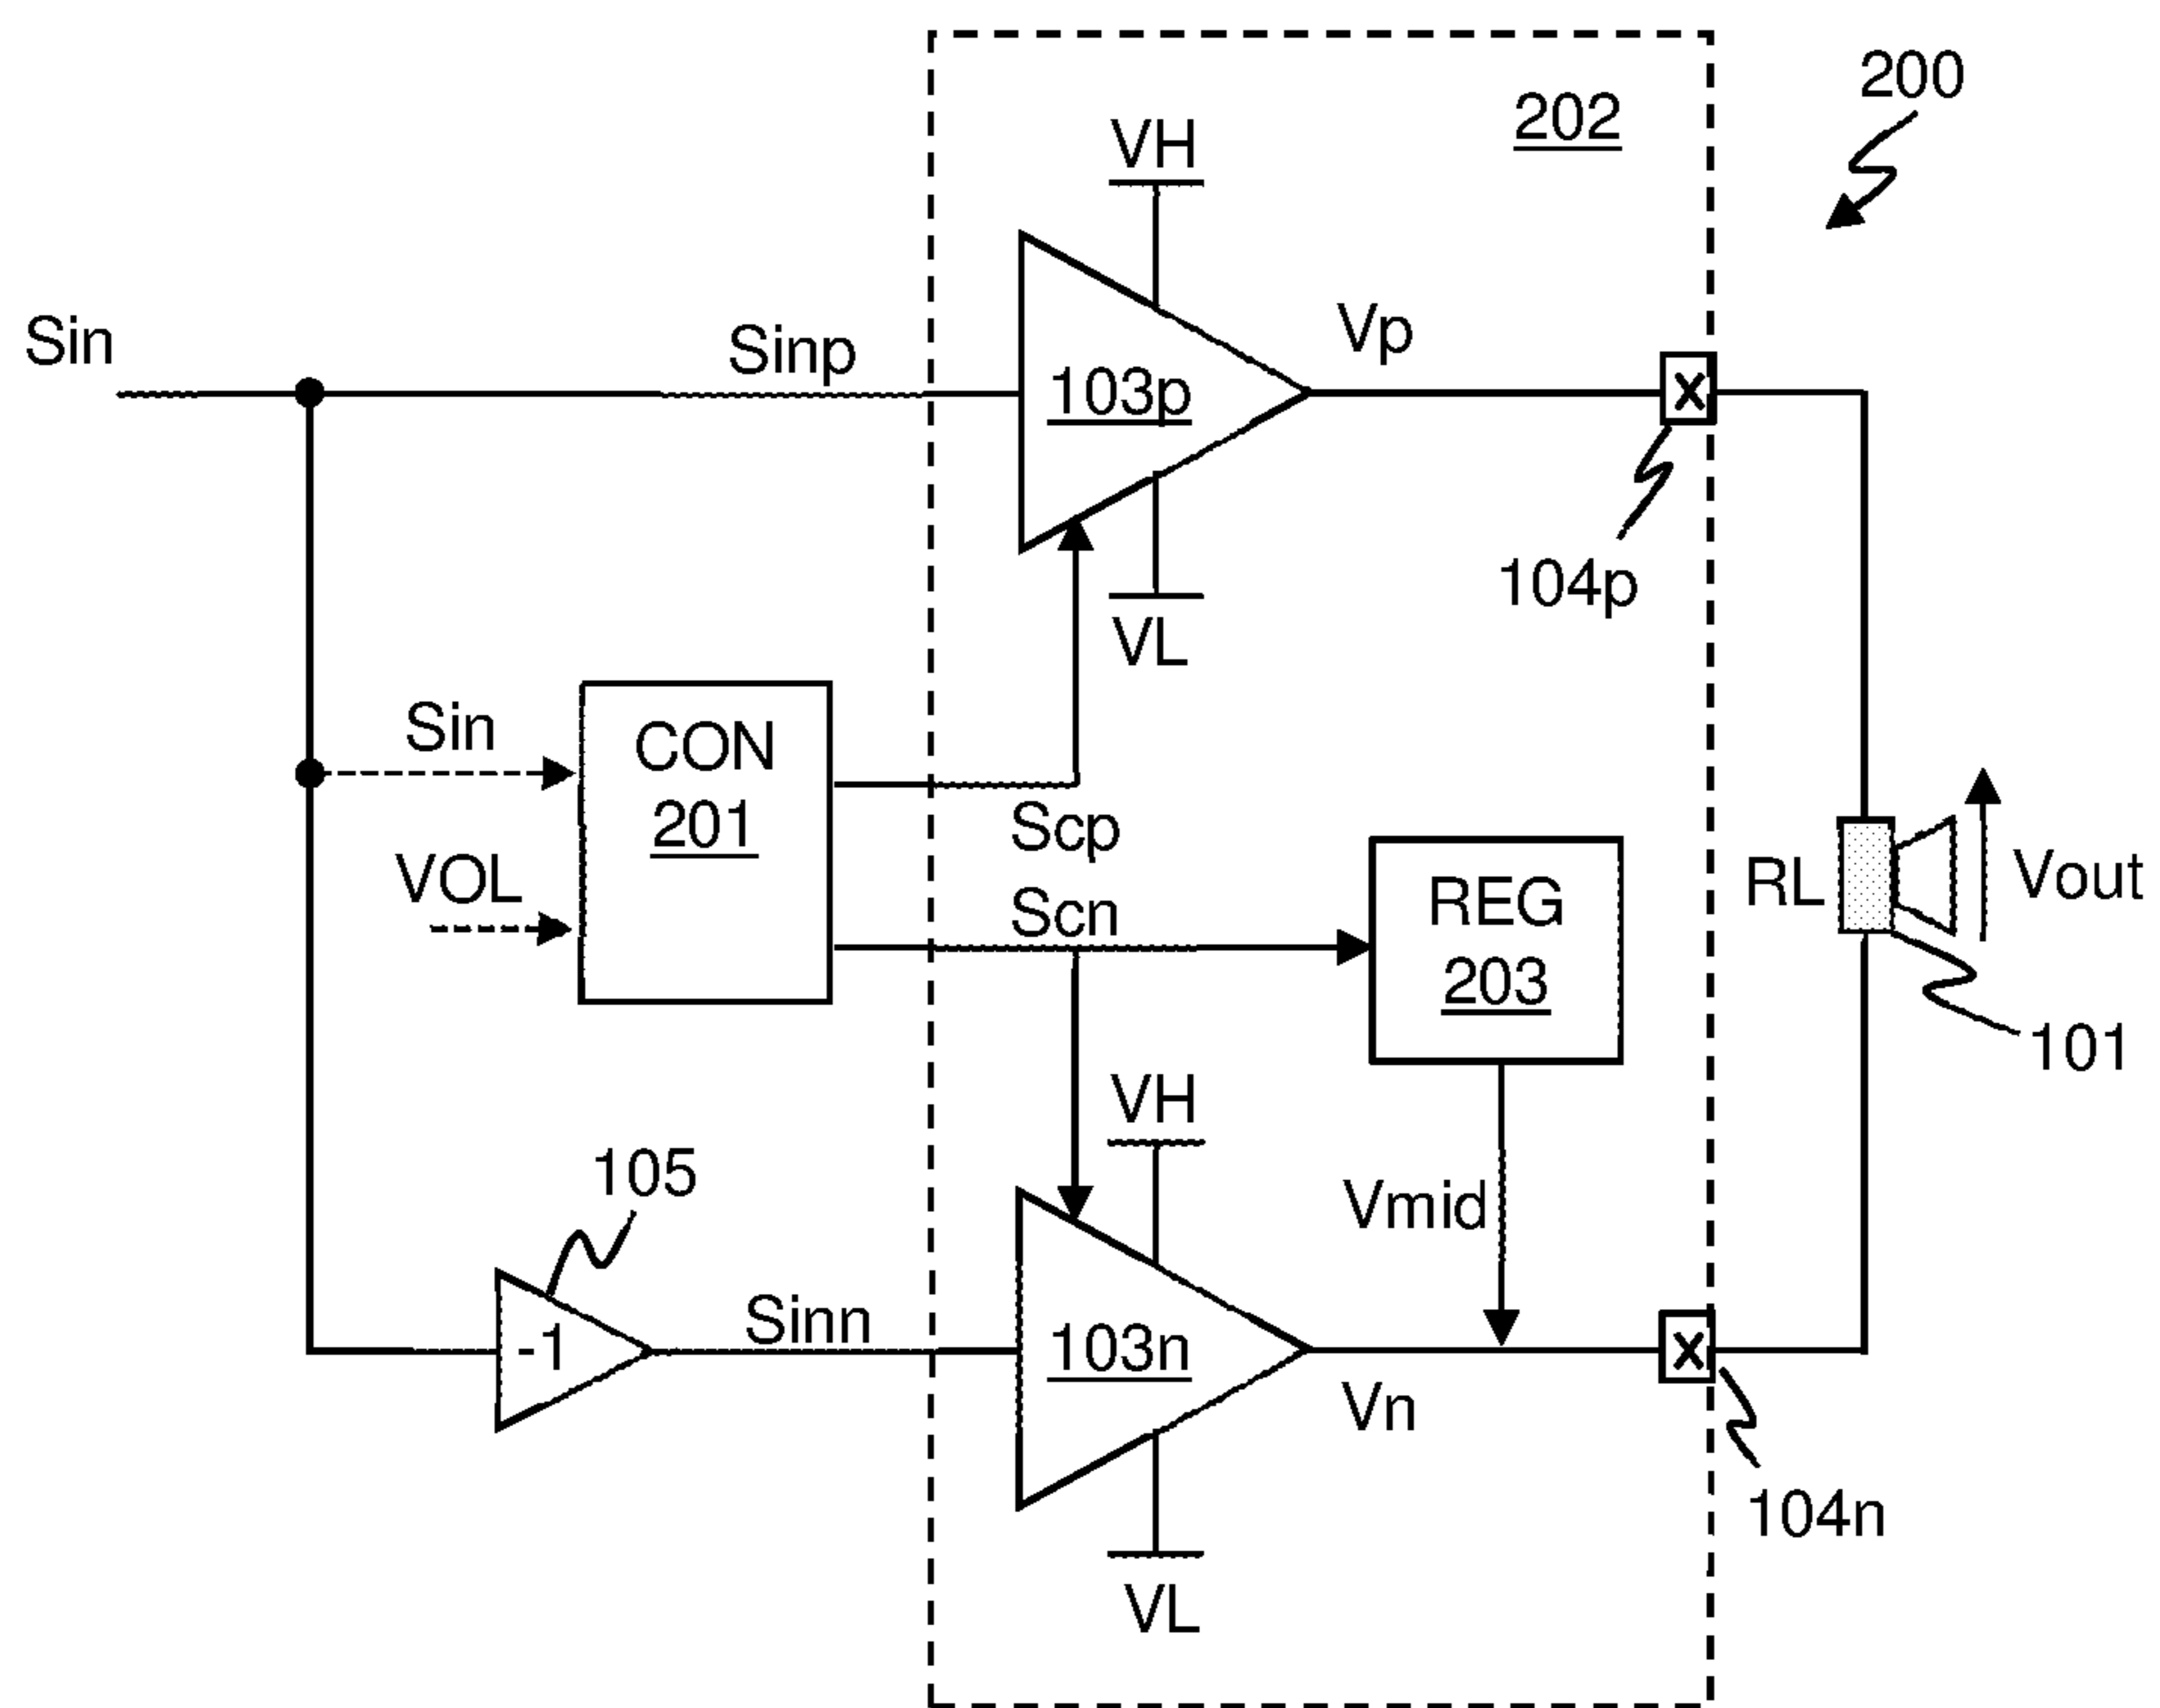 200
202
VH
Sin
Sinp
Vp
103p
X
104p
VL
Sin
CON
201
VOL
Scp
Scn
REG
203
RL
Vout
101
VH
105
Vmid
-1
Sinn
103n
X
Vn
104n
VL